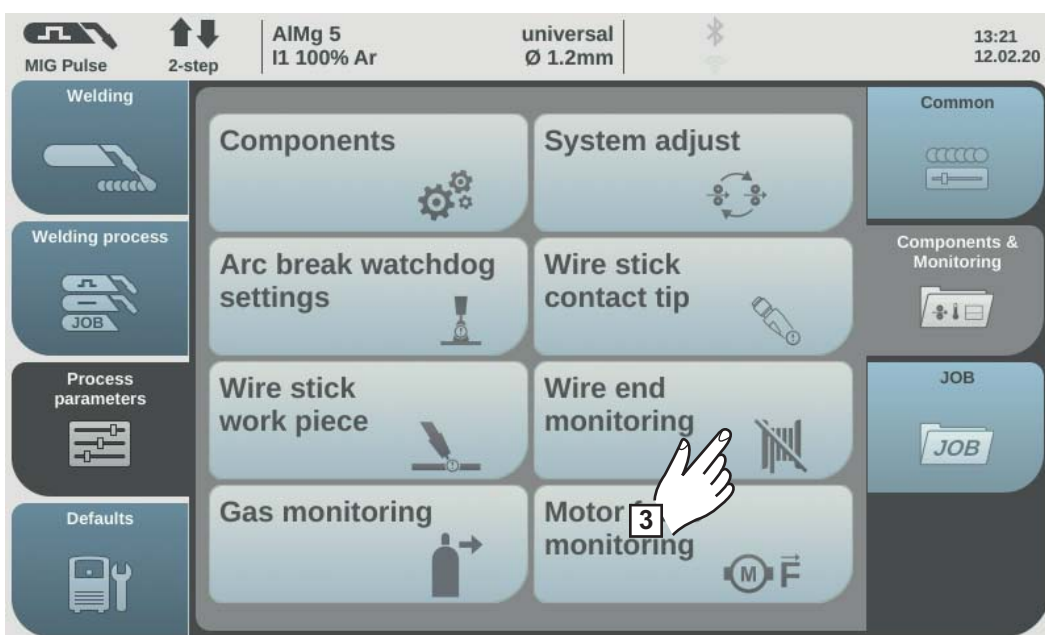 MIG Pulse
2-step
AlMg 5
I1 100% Ar
universal
Ø 1.2mm
13:21
12.02.20
Welding
Welding process
JOB
Process
parameters
Defaults
Components
System adjust
Arc break watchdog
settings
Wire stick
contact tip
Wire stick
work piece
Wire end
monitoring
Gas monitoring
Motor
monitoring
M F
3
Common
Components &
Monitoring
JOB
JOB